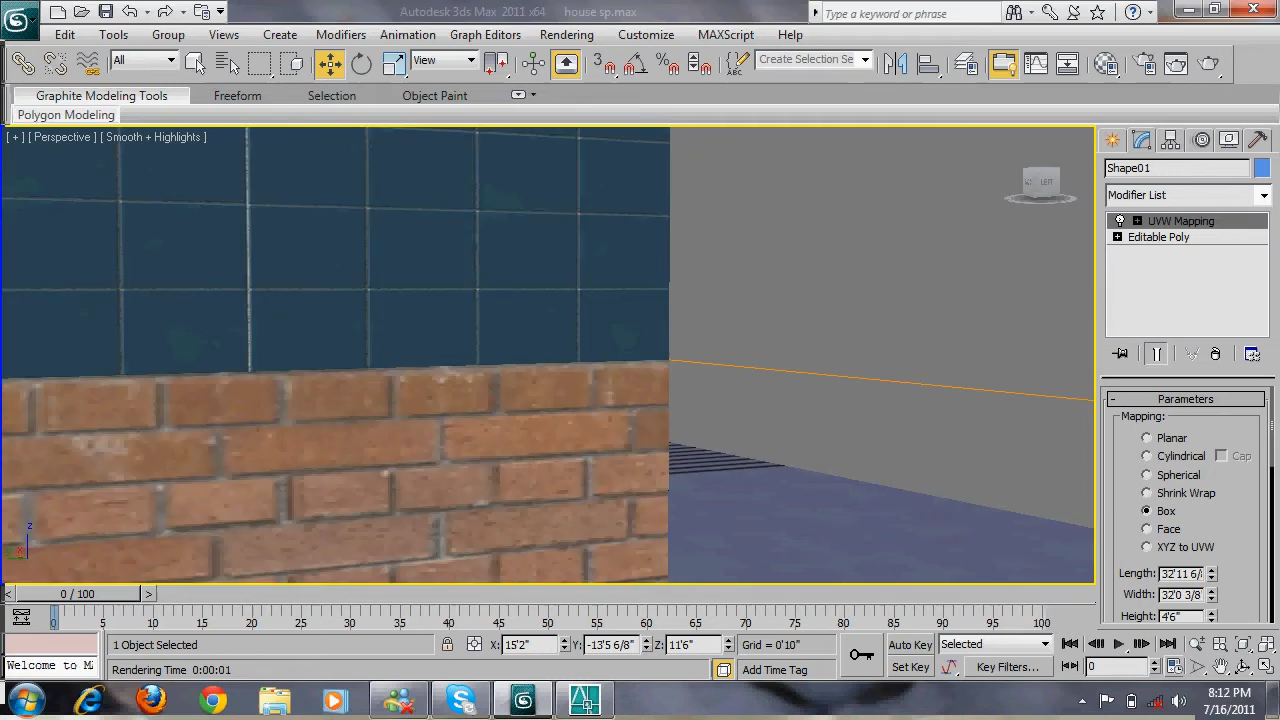 Autodesk 3ds Max 2011 x64 house sp.max
Type a keyword or phrase
Edit Tools Group Views Create Modifiers Animation Graph Editors Rendering Customize MAXScript Help
All View 3 Create Selection Se
Graphite Modeling Tools Freeform Selection Object Paint
Polygon Modeling
[ + ] [ Perspective ] [ Smooth + Highlights ]
LEFT
Shape01
Modifier List
UVW Mapping
Editable Poly
Parameters
Mapping:
Planar
Cylindrical Cap
Spherical
Shrink Wrap
Box
Face
XYZ to UVW
Length: 32'11 6/
Width: 32'0 3/8
Height: 4'6"
z
x
0 / 100
0 5 10 15 20 25 30 35 40 45 50 55 60 65 70 75 80 85 90 95 100
1 Object Selected X: 15'2" Y: -13'5 6/8" Z: 11'6" Grid = 0'10" Auto Key Selected
Welcome to M Rendering Time 0:00:01 Add Time Tag Set Key Key Filters... 0
8:12 PM
7/16/2011